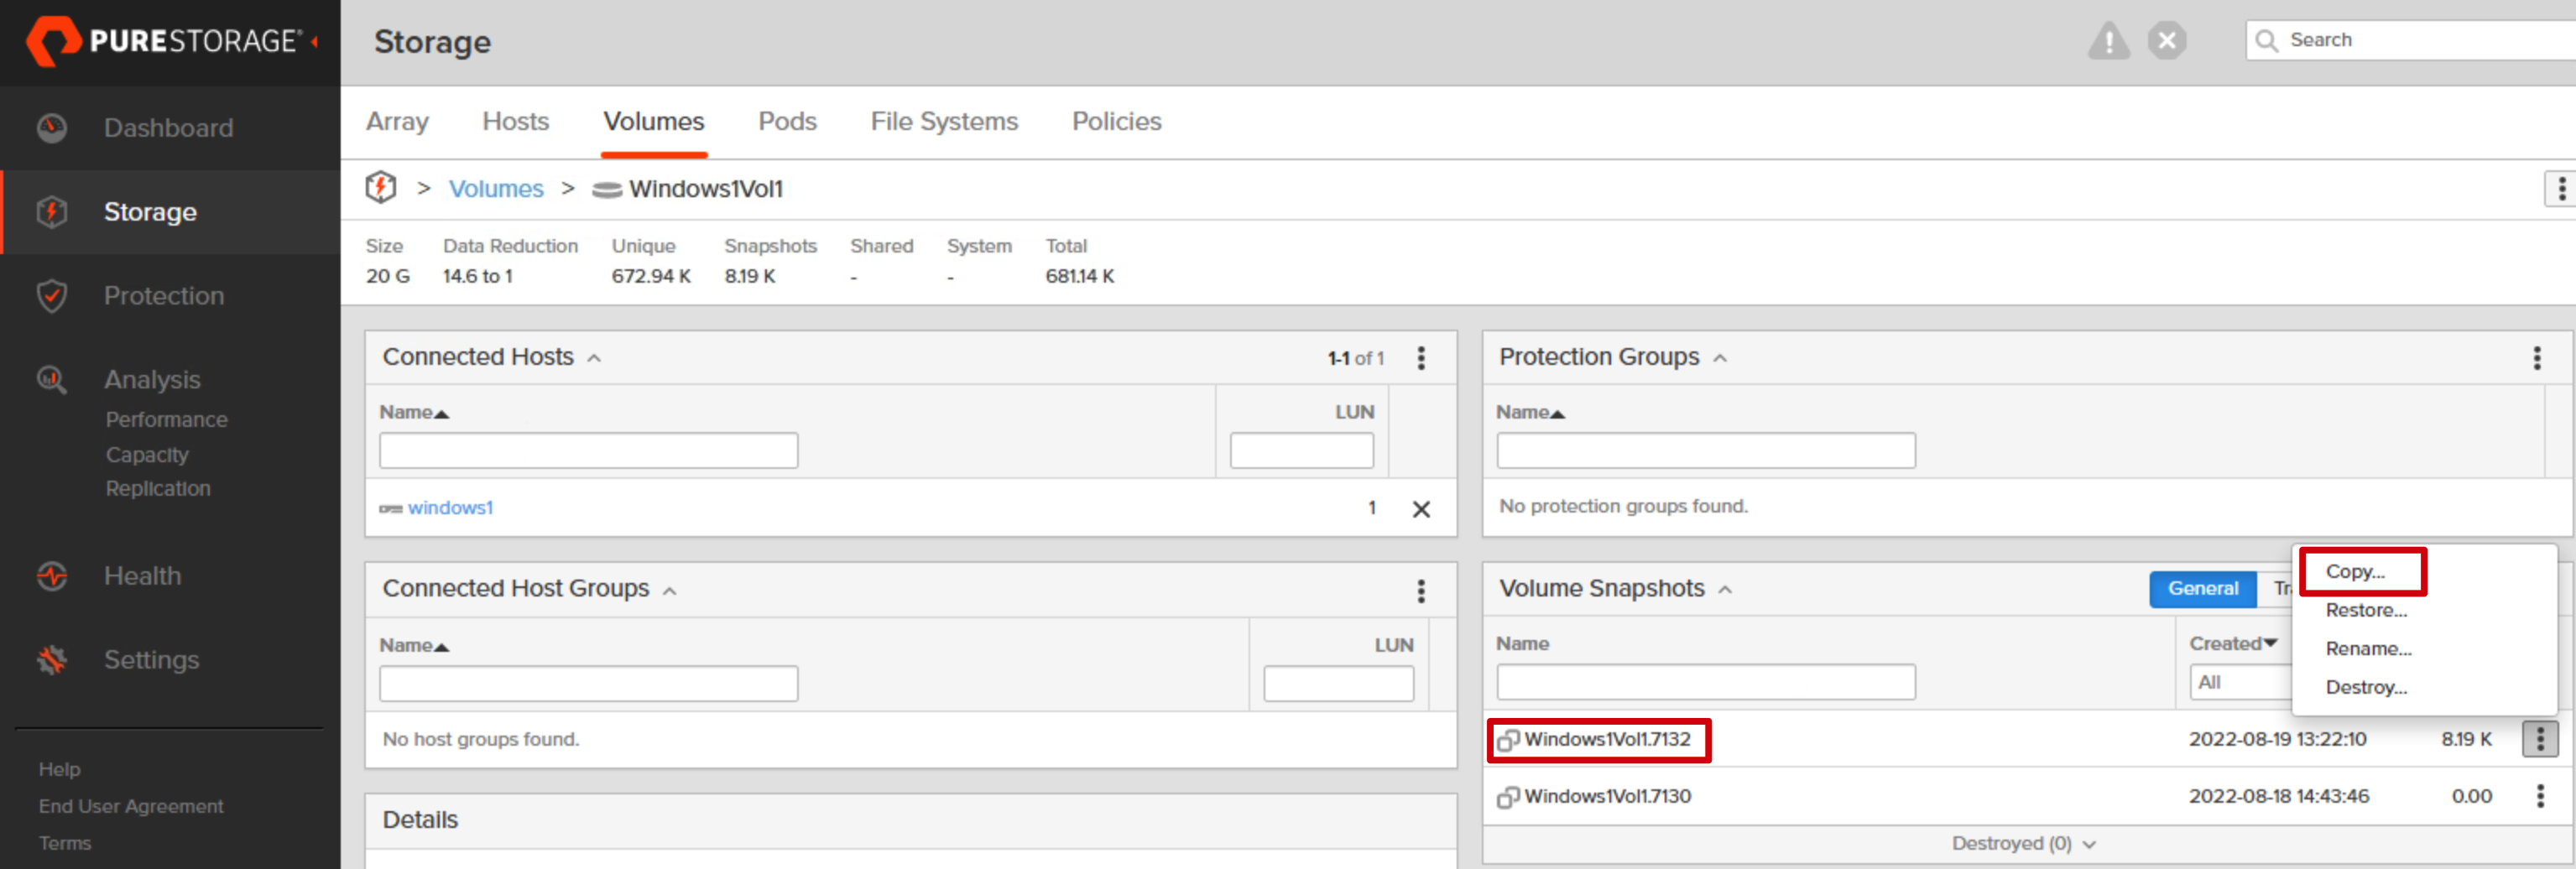 PURESTORAGE®
Storage
Search
Dashboard
Storage
Protection
Analysis
Performance
Capacity
Replication
Health
Settings
Help
End User Agreement
Terms
Array Hosts Volumes Pods File Systems Policies
> Volumes > Windows1Vol1
Size Data Reduction Unique Snapshots Shared System Total
20 G 14.6 to 1 672.94 K 8.19 K - - 681.14 K
Connected Hosts 1-1 of 1
Name LUN
windows1 1
Connected Host Groups
Name LUN
No host groups found.
Details
Protection Groups
Name
No protection groups found.
Volume Snapshots General Tr
Name Created
All
Copy...
Restore...
Rename...
Destroy...
Windows1Vol1.7132 2022-08-19 13:22:10 8.19 K
Windows1Vol1.7130 2022-08-18 14:43:46 0.00
Destroyed (0)